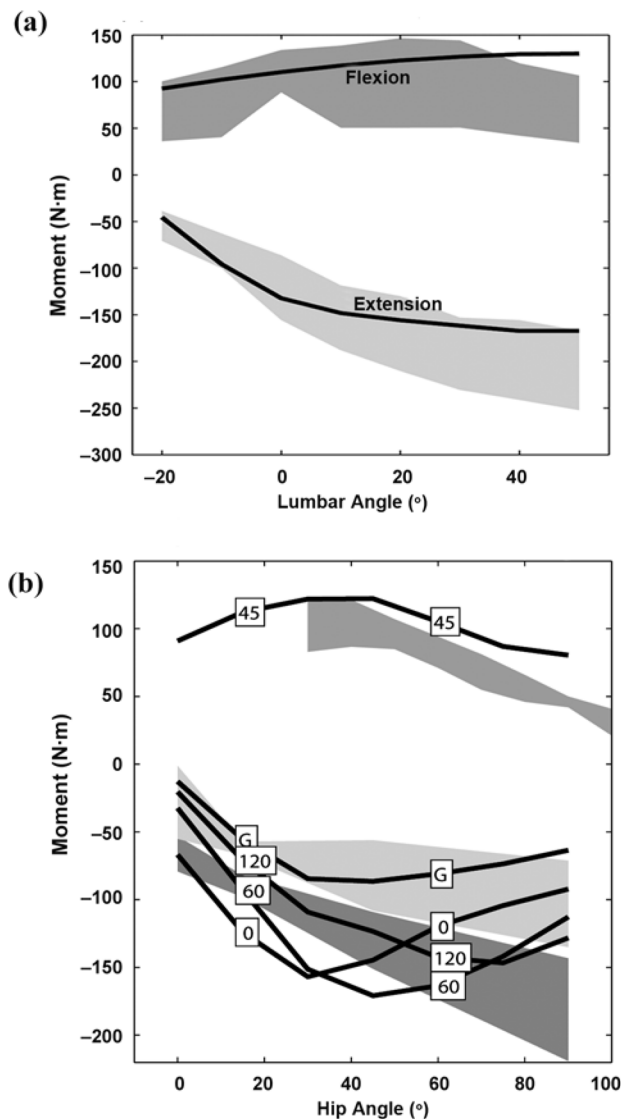 (a)
150
100
50
0
–50
–100
–150
–200
–250
–300
Moment (N·m)
Flexion
Extension
–20 0 20 40
Lumbar Angle (º)
(b)
150
100
50
0
–50
–100
–150
–200
Moment (N·m)
45 45
G G
120 0
60 120
0 60
0 20 40 60 80 100
Hip Angle (º)